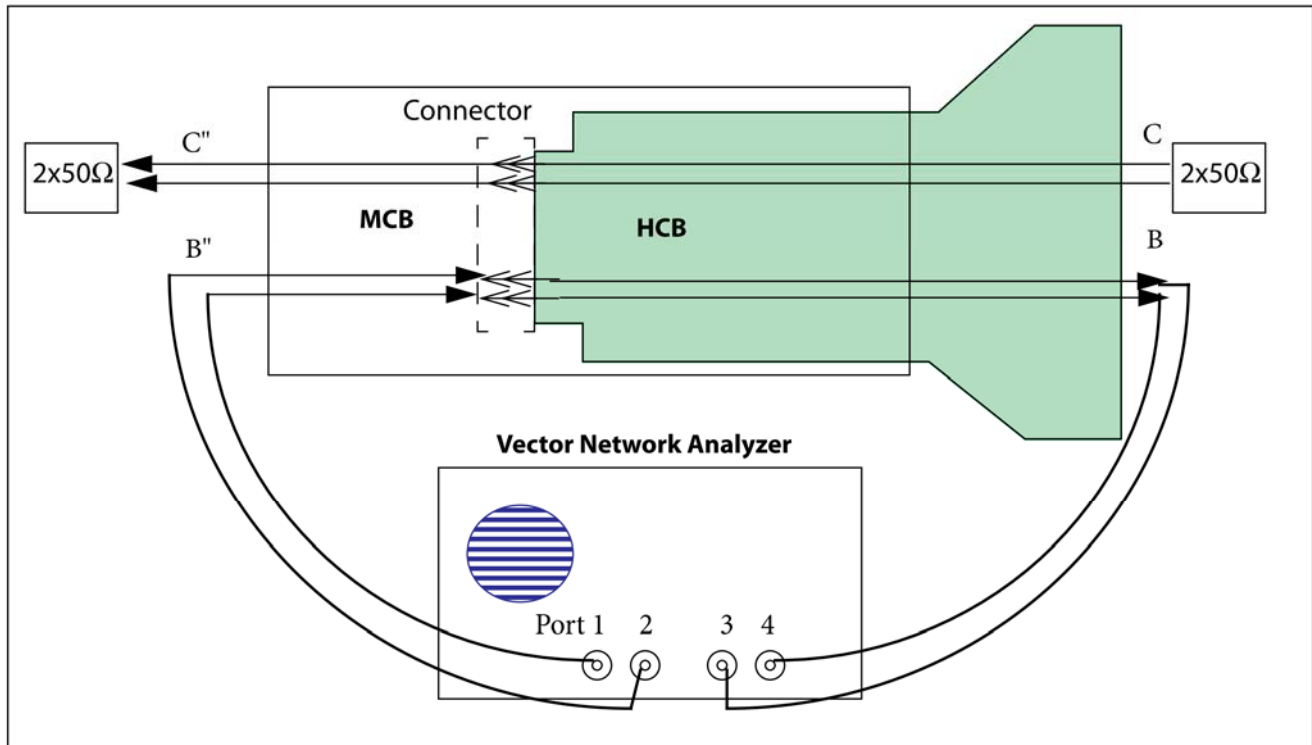 Connector
C"
C
2x50Ω
2x50Ω
MCB
HCB
B"
B
Vector Network Analyzer
Port 1 2 3 4